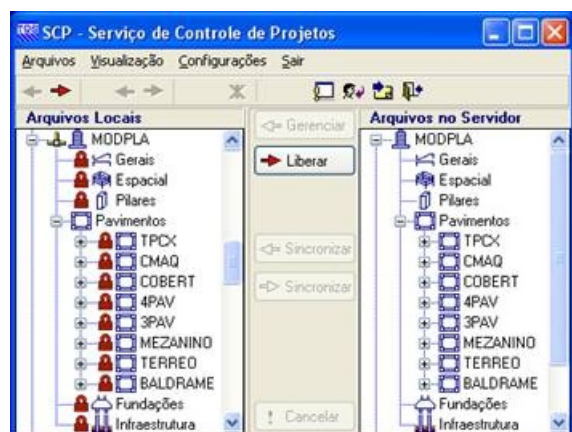 TQS SCP - Serviço de Controle de Projetos
Arquivos Visualização Configurações Sair
Arquivos Locais
MODPLA
Gerais
Espacial
Pilares
Pavimentos
TPCX
CMAQ
COBERT
4PAV
3PAV
MEZANINO
TERREO
BALDRAME
Fundações
Infraestrutura
Gerenciar
Liberar
Sincronizar
Sincronizar
! Cancelar
Arquivos no Servidor
MODPLA
Gerais
Espacial
Pilares
Pavimentos
TPCX
CMAQ
COBERT
4PAV
3PAV
MEZANINO
TERREO
BALDRAME
Fundações
Infraestrutura